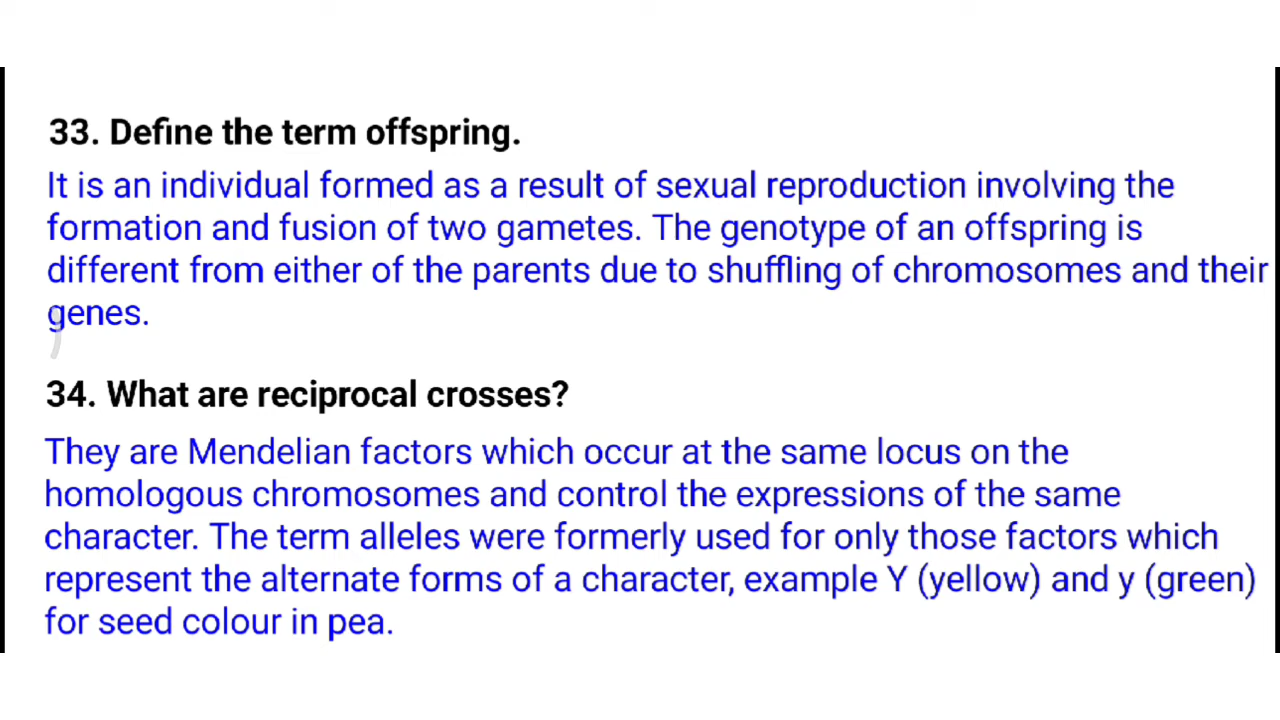 33. Define the term offspring.
It is an individual formed as a result of sexual reproduction involving the
formation and fusion of two gametes. The genotype of an offspring is
different from either of the parents due to shuffling of chromosomes and their
genes.
34. What are reciprocal crosses?
They are Mendelian factors which occur at the same locus on the
homologous chromosomes and control the expressions of the same
character. The term alleles were formerly used for only those factors which
represent the alternate forms of a character, example Y (yellow) and y (green)
for seed colour in pea.